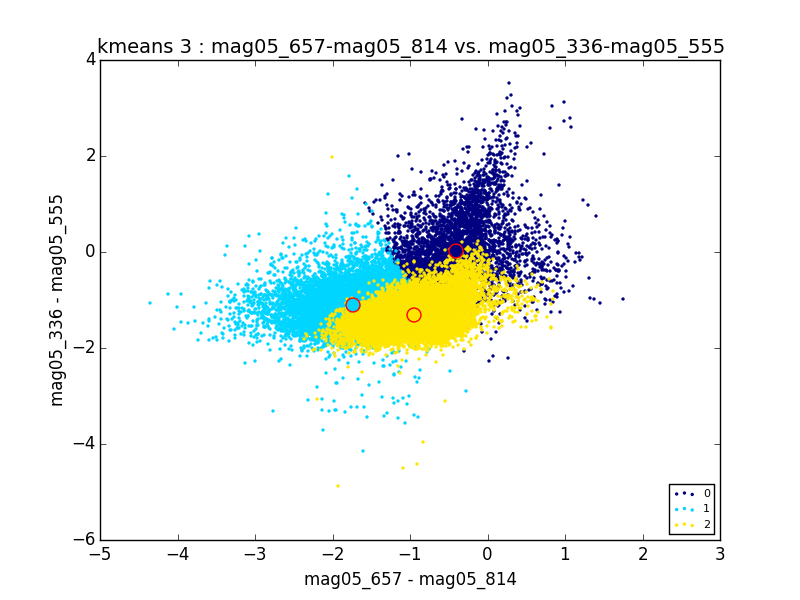 kmeans 3 : mag05_657-mag05_814 vs. mag05_336-mag05_555
4
2
0
−2
−4
−6
mag05_336 - mag05_555
−5 −4 −3 −2 −1 0 1 2 3
mag05_657 - mag05_814
0
1
2